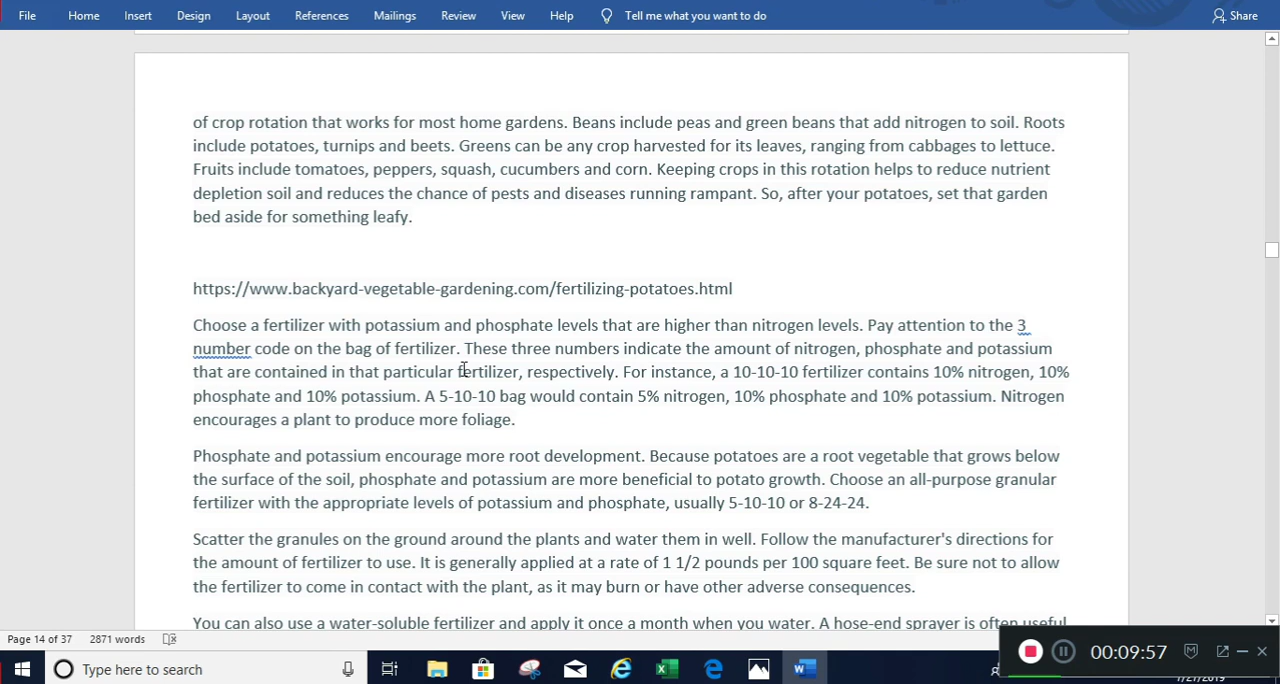 File Home Insert Design Layout References Mailings Review View Help Tell me what you want to do Share
of crop rotation that works for most home gardens. Beans include peas and green beans that add nitrogen to soil. Roots
include potatoes, turnips and beets. Greens can be any crop harvested for its leaves, ranging from cabbages to lettuce.
Fruits include tomatoes, peppers, squash, cucumbers and corn. Keeping crops in this rotation helps to reduce nutrient
depletion soil and reduces the chance of pests and diseases running rampant. So, after your potatoes, set that garden
bed aside for something leafy.
https://www.backyard-vegetable-gardening.com/fertilizing-potatoes.html
Choose a fertilizer with potassium and phosphate levels that are higher than nitrogen levels. Pay attention to the 3
number code on the bag of fertilizer. These three numbers indicate the amount of nitrogen, phosphate and potassium
that are contained in that particular fertilizer, respectively. For instance, a 10-10-10 fertilizer contains 10% nitrogen, 10%
phosphate and 10% potassium. A 5-10-10 bag would contain 5% nitrogen, 10% phosphate and 10% potassium. Nitrogen
encourages a plant to produce more foliage.
Phosphate and potassium encourage more root development. Because potatoes are a root vegetable that grows below
the surface of the soil, phosphate and potassium are more beneficial to potato growth. Choose an all-purpose granular
fertilizer with the appropriate levels of potassium and phosphate, usually 5-10-10 or 8-24-24.
Scatter the granules on the ground around the plants and water them in well. Follow the manufacturer's directions for
the amount of fertilizer to use. It is generally applied at a rate of 1 1/2 pounds per 100 square feet. Be sure not to allow
the fertilizer to come in contact with the plant, as it may burn or have other adverse consequences.
You can also use a water-soluble fertilizer and apply it once a month when you water. A hose-end sprayer is often useful
Page 14 of 37 2871 words
00:09:57
Type here to search
7/27/2019